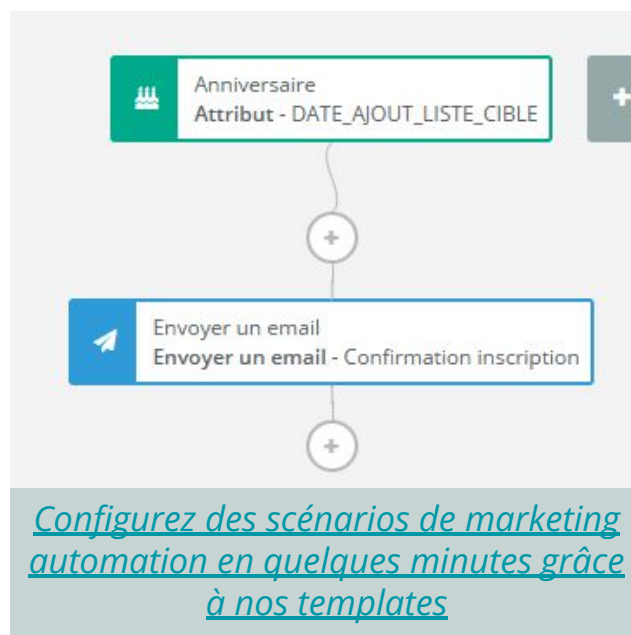 Anniversaire
Attribut - DATE_AJOUT_LISTE_CIBLE
Envoyer un email
Envoyer un email - Confirmation inscription
Configurez des scénarios de marketing
automation en quelques minutes grâce
à nos templates